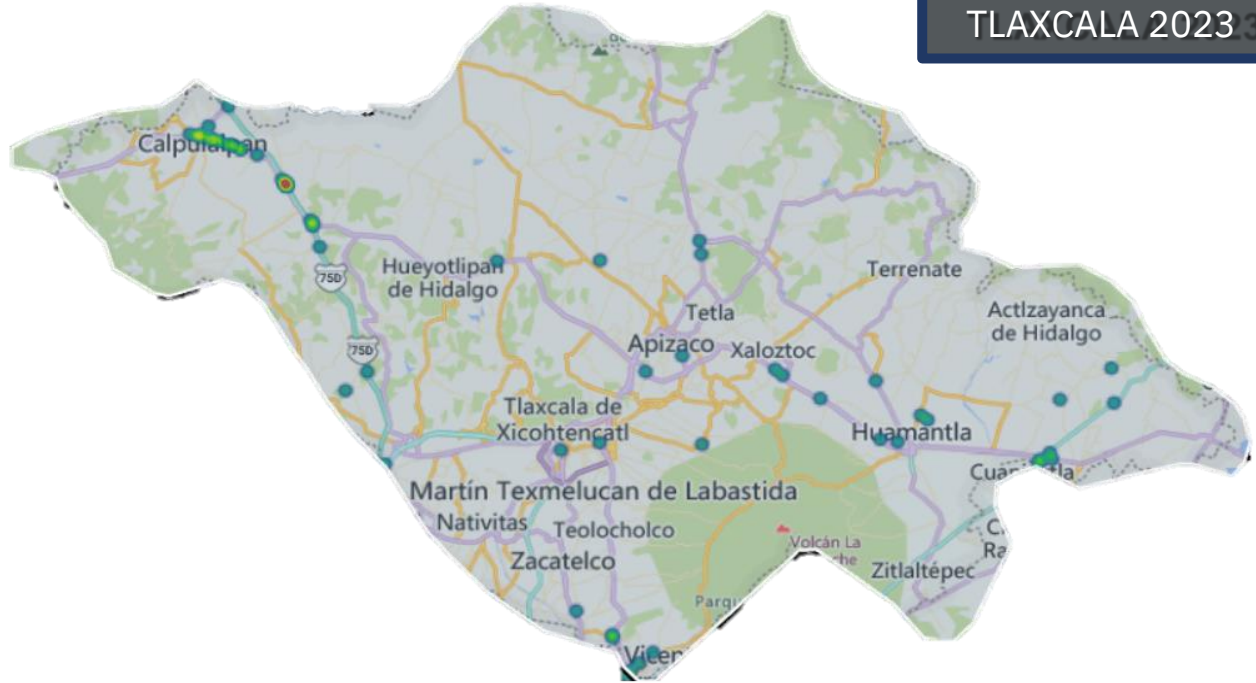 TLAXCALA 2023
Calpulalpan
75D
Hueyotlipan
de Hidalgo
Terrenate
Actlzayanca
de Hidalgo
Tetla
75D
Apizaco
Xaloztoc
Tlaxcala de
Xicohtencatl
Huamantla
Martín Texmelucan de Labastida
Nativitas
Teolocholco
Volcán La
Zacatelco
Zitlaltépec